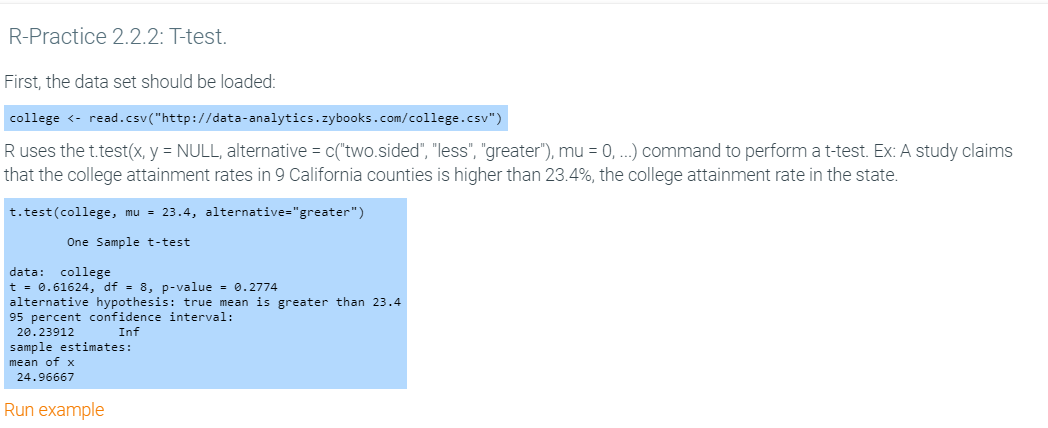 R-Practice 2.2.2: T-test.
First, the data set should be loaded:
college <- read.csv("http://data-analytics.zybooks.com/college.csv")
R uses the t.test(x, y = NULL, alternative = c("two.sided", "less", "greater"), mu = 0, ...) command to perform a t-test. Ex: A study claims
that the college attainment rates in 9 California counties is higher than 23.4%, the college attainment rate in the state.
t.test(college, mu = 23.4, alternative="greater")
One Sample t-test
data:  college
t = 0.61624, df = 8, p-value = 0.2774
alternative hypothesis: true mean is greater than 23.4
95 percent confidence interval:
20.23912      Inf
sample estimates:
mean of x
24.96667
Run example